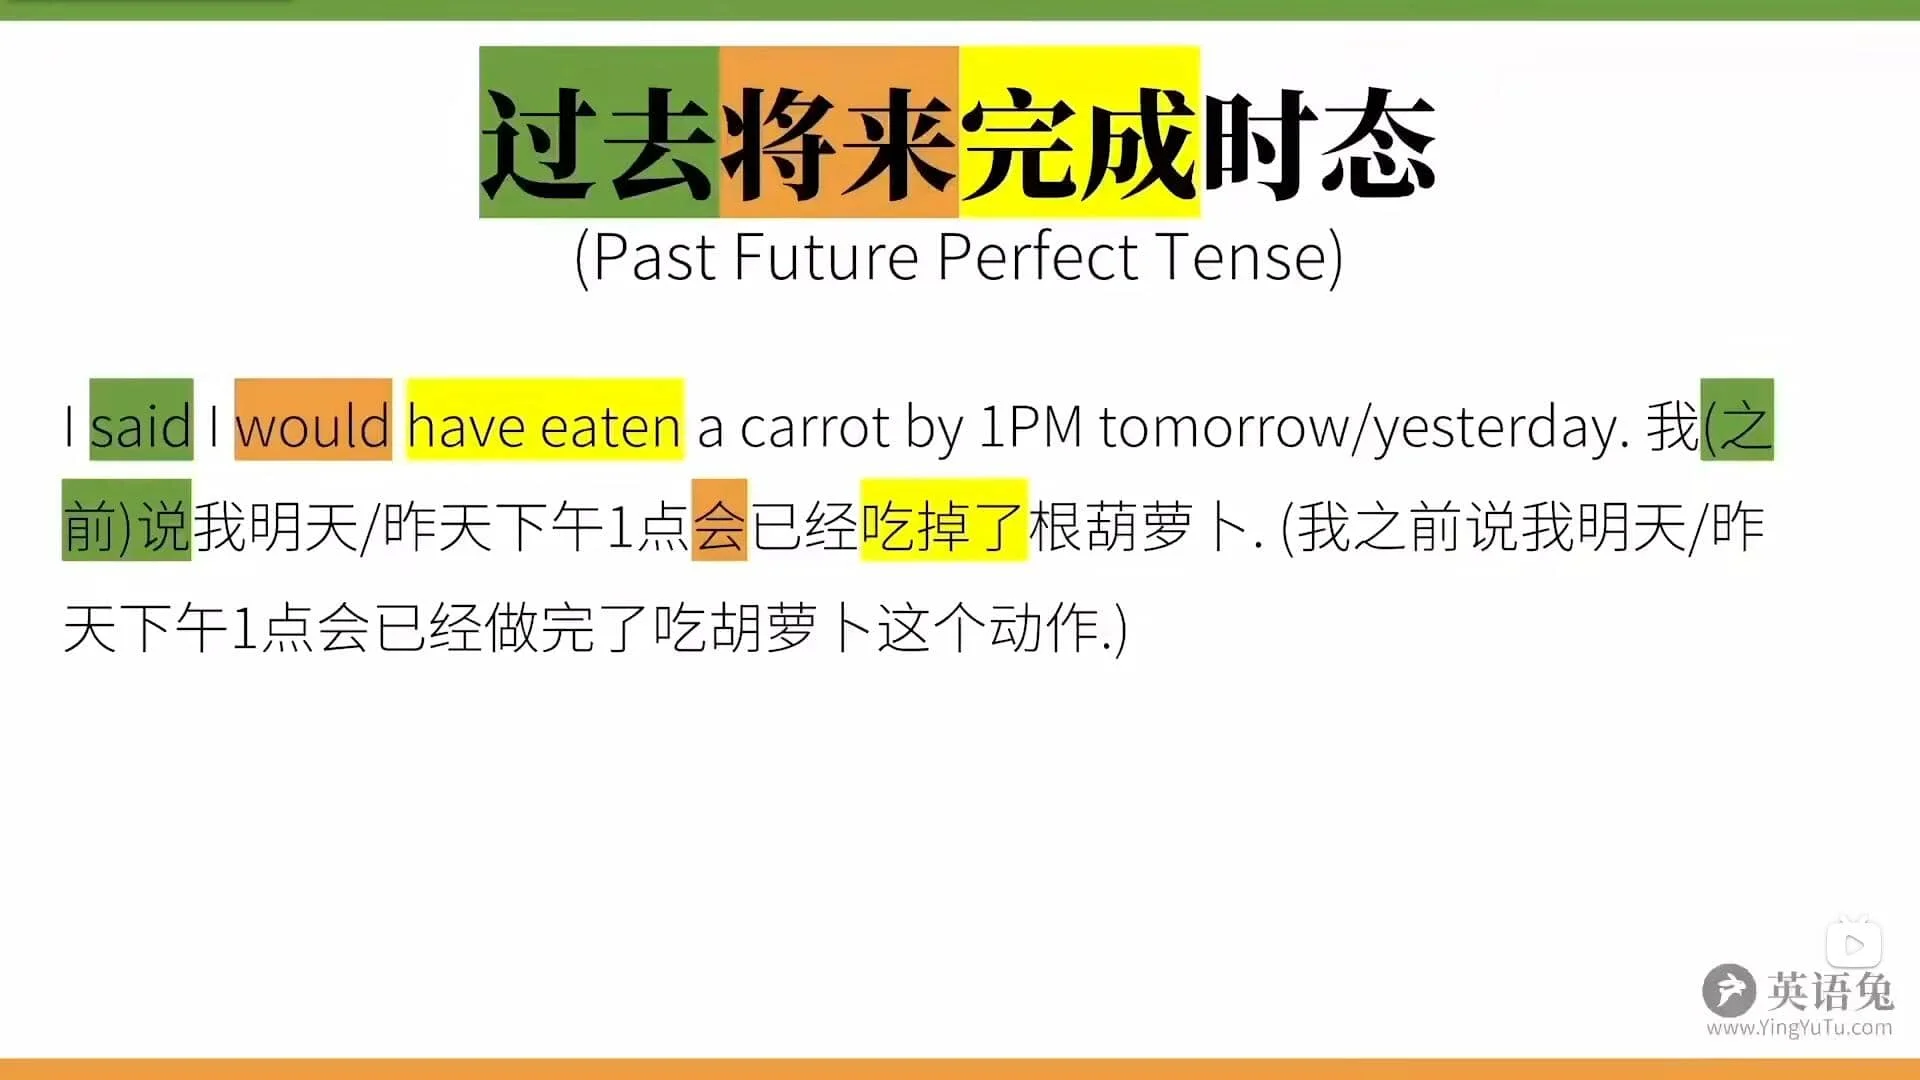 过去将来完成时态
(Past Future Perfect Tense)
I said I would have eaten a carrot by 1PM tomorrow/yesterday. 我(之
前)说我明天/昨天下午1点会已经吃掉了根葫萝卜. (我之前说我明天/昨
天下午1点会已经做完了吃胡萝卜这个动作.)
英语兔
www.YingYuTu.com